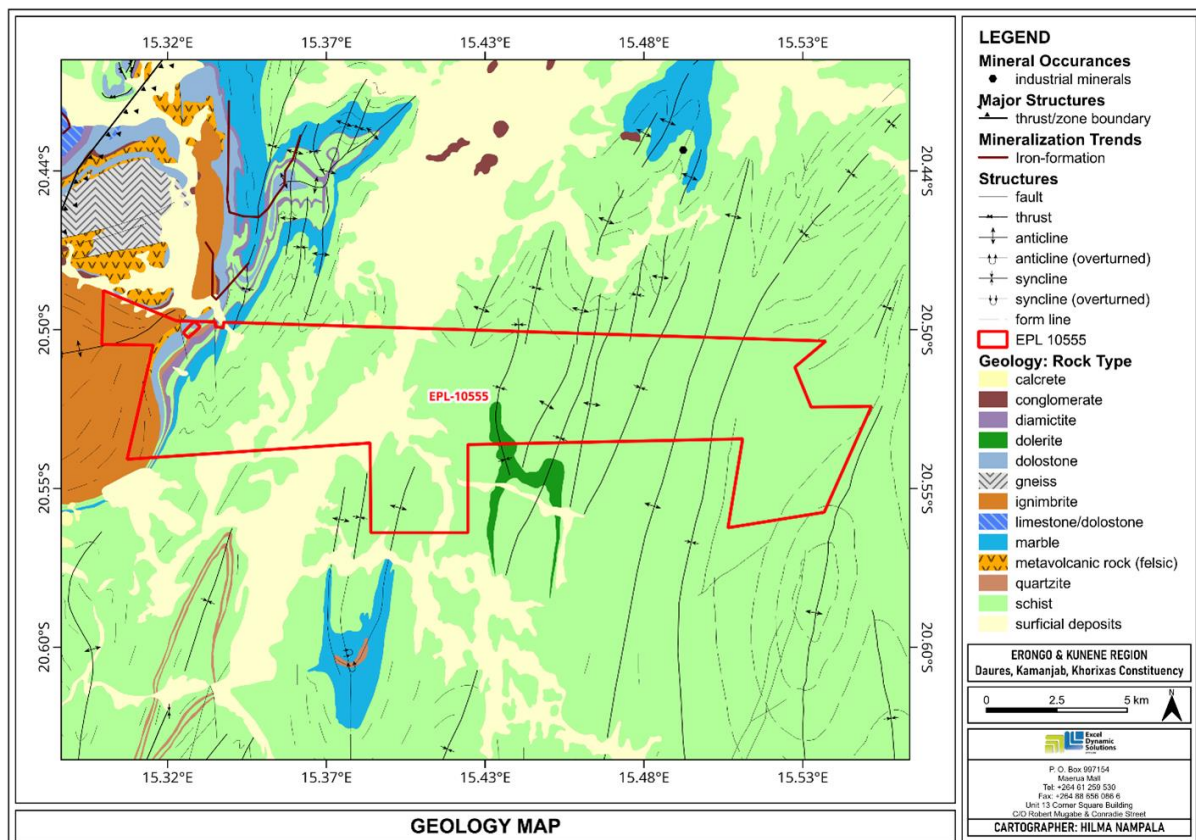 15.32°E 15.37°E 15.43°E 15.48°E 15.53°E
20.44°S 20.44°S
20.50°S 20.50°S
EPL-10555
20.55°S 20.55°S
20.60°S 20.60°S
15.32°E 15.37°E 15.43°E 15.48°E 15.53°E
GEOLOGY MAP
LEGEND
Mineral Occurances
industrial minerals
Major Structures
thrust/zone boundary
Mineralization Trends
Iron-formation
Structures
fault
thrust
anticline
anticline (overturned)
syncline
syncline (overturned)
form line
EPL 10555
Geology: Rock Type
calcrete
conglomerate
diamictite
dolerite
dolostone
gneiss
ignimbrite
limestone/dolostone
marble
metavolcanic rock (felsic)
quartzite
schist
surficial deposits
ERONGO & KUNENE REGION
Daures, Kamanjab, Khorixas Constituency
0 2.5 5 km
N
Excel
Dynamic
Solutions
P. O. Box 997154
Maerua Mall
Tel: +264 61 259 530
Fax: +264 88 656 066 6
Unit 13 Corner Square Building
C/O Robert Mugabe & Conradie Street
CARTOGRAPHER: HILMA NAMPALA